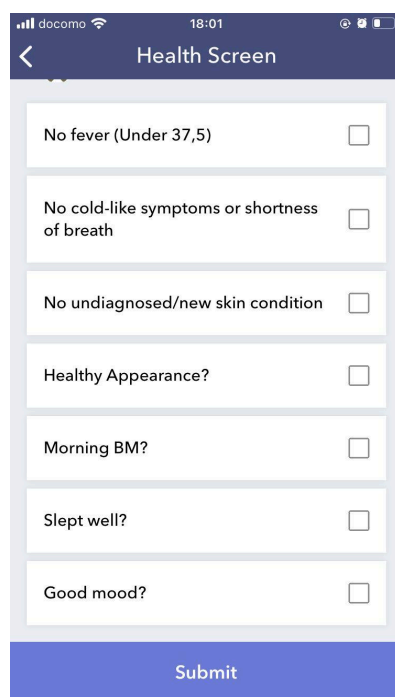 docomo 18:01
Health Screen
No fever (Under 37,5)
No cold-like symptoms or shortness
of breath
No undiagnosed/new skin condition
Healthy Appearance?
Morning BM?
Slept well?
Good mood?
Submit